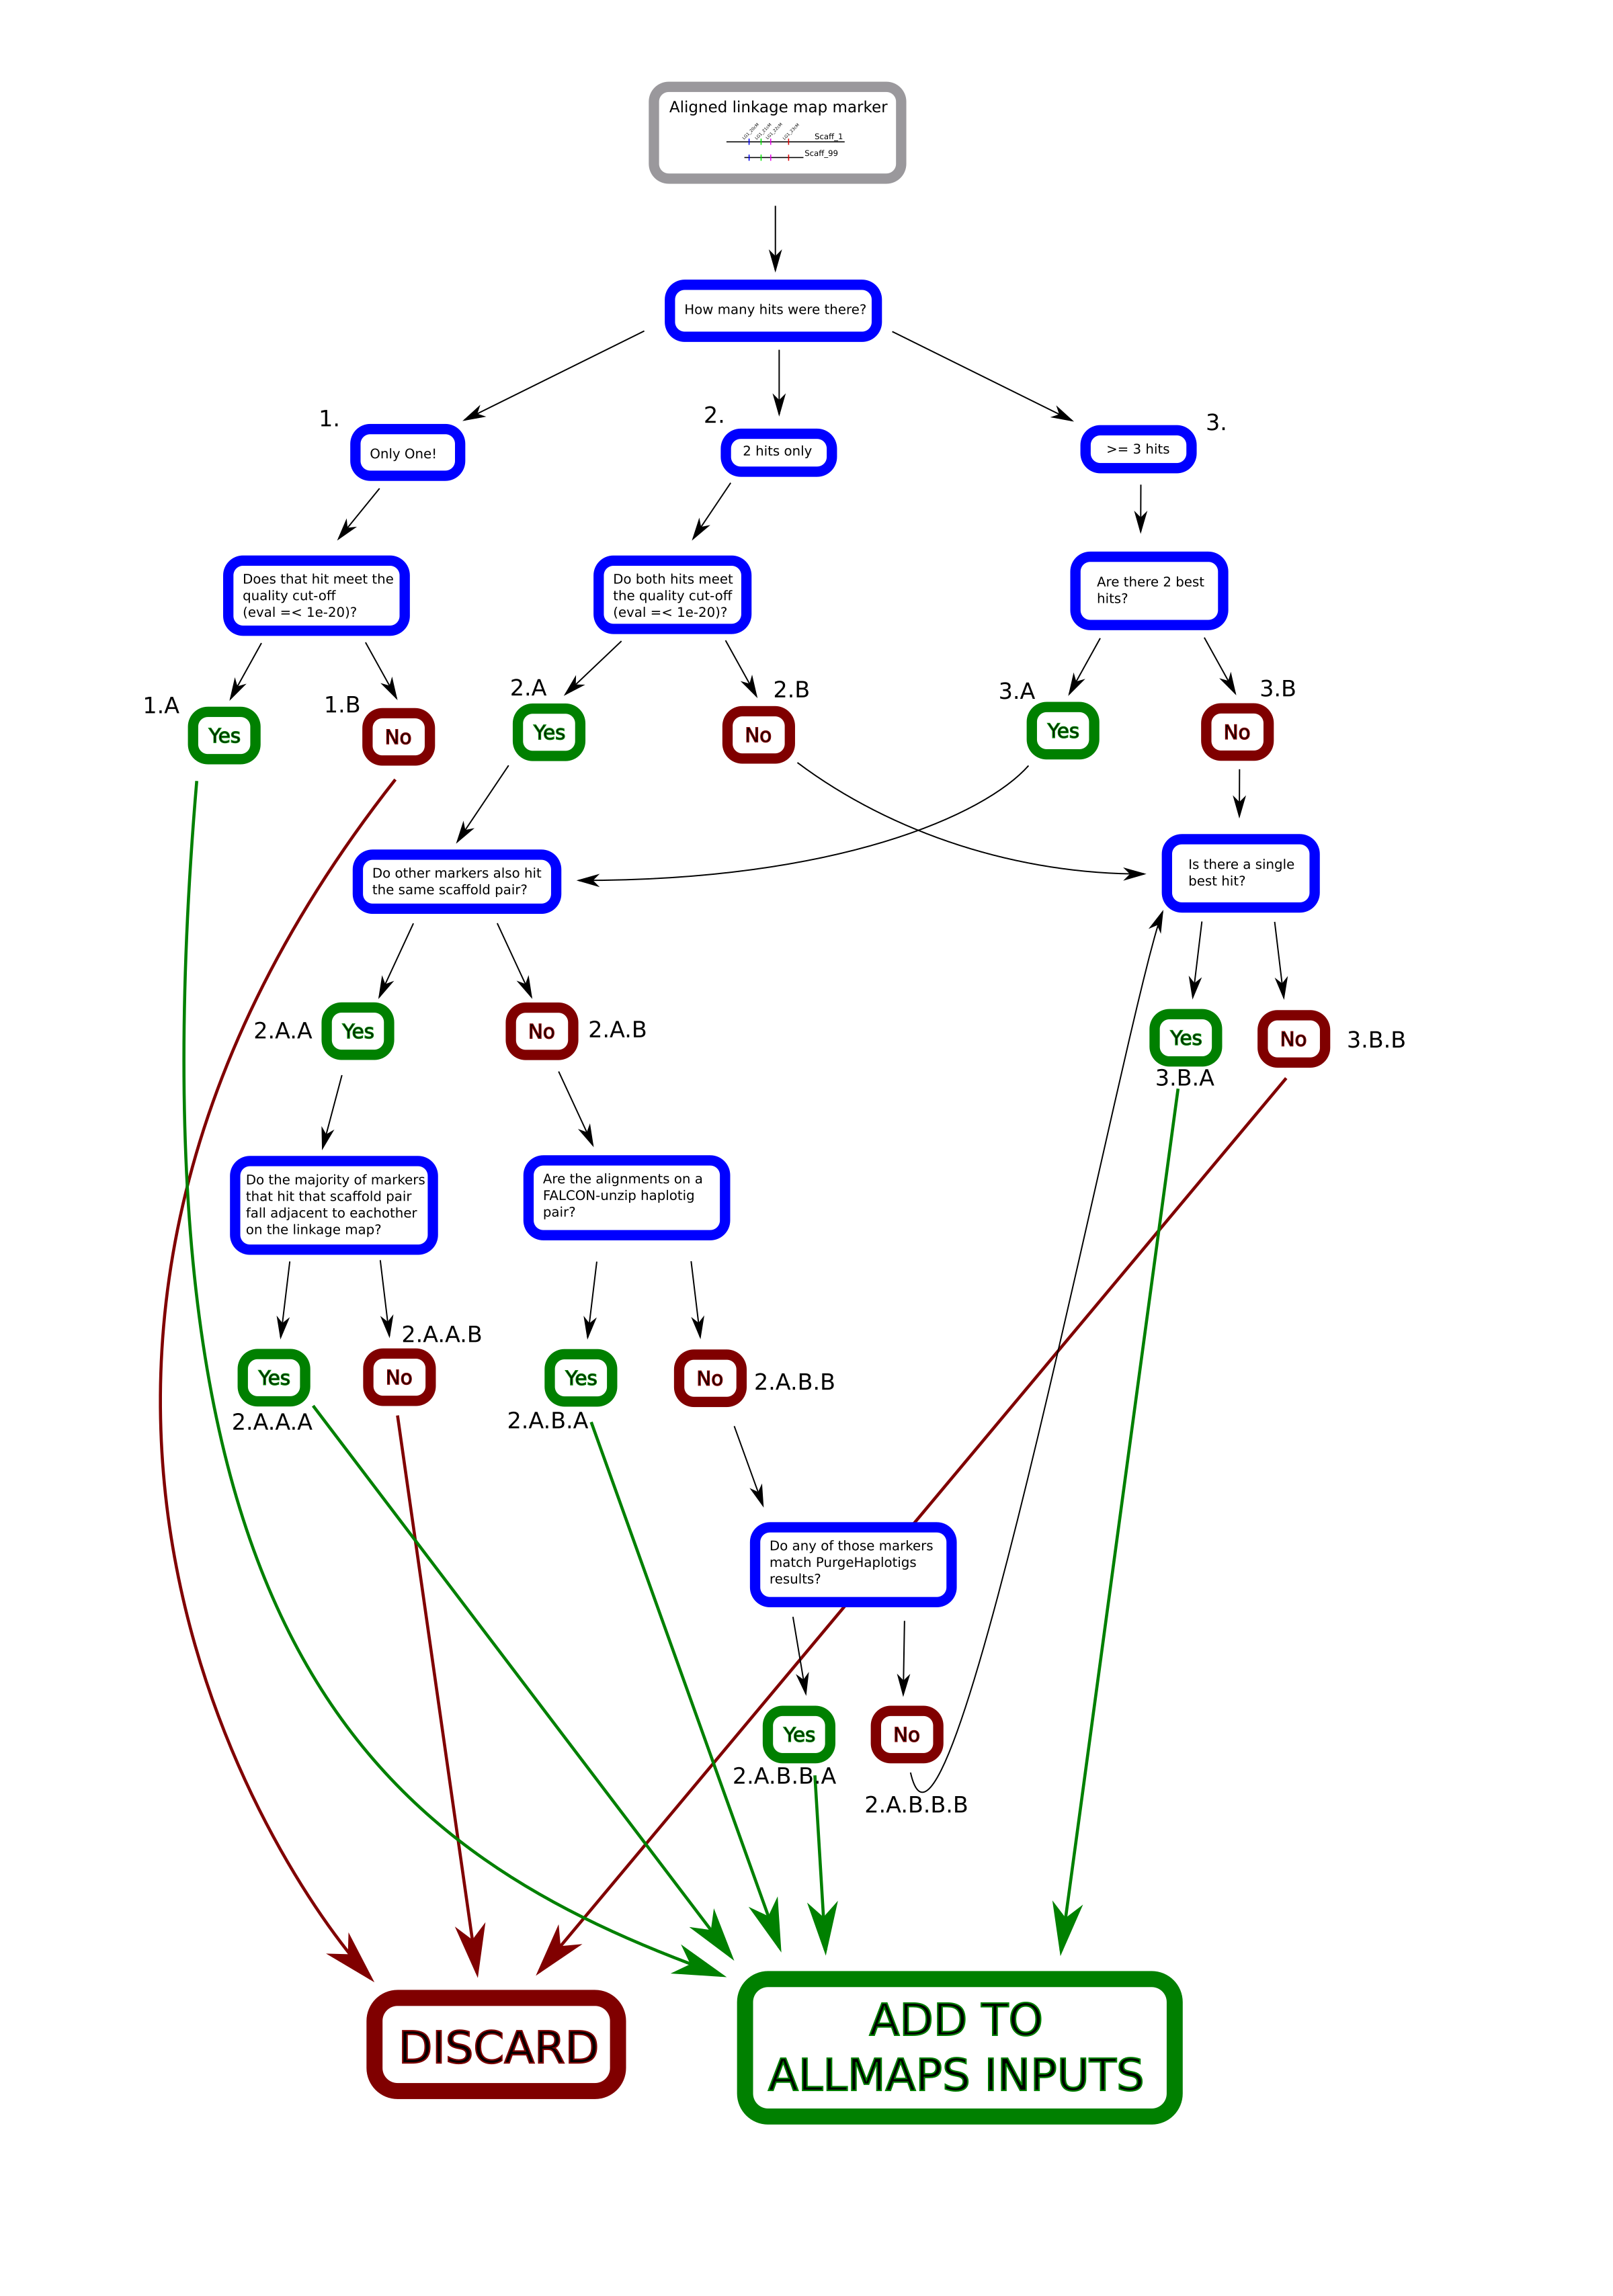 Aligned linkage map marker
Scaff_1
Scaff_99
How many hits were there?
1.
2.
3.
Only One!
2 hits only
>= 3 hits
Does that hit meet the
quality cut-off
(eval =< 1e-20)?
Do both hits meet
the quality cut-off
(eval =< 1e-20)?
Are there 2 best
hits?
1.A
Yes
1.B
No
2.A
Yes
2.B
No
3.A
Yes
3.B
No
Do other markers also hit
the same scaffold pair?
Is there a single
best hit?
2.A.A
Yes
No
2.A.B
Yes
3.B.A
No
3.B.B
Do the majority of markers
that hit that scaffold pair
fall adjacent to eachother
on the linkage map?
Are the alignments on a
FALCON-unzip haplotig
pair?
Yes
2.A.A.A
2.A.A.B
No
Yes
2.A.B.A
No
2.A.B.B
Do any of those markers
match PurgeHaplotigs
results?
Yes
2.A.B.B.A
No
2.A.B.B.B
DISCARD
ADD TO
ALLMAPS INPUTS